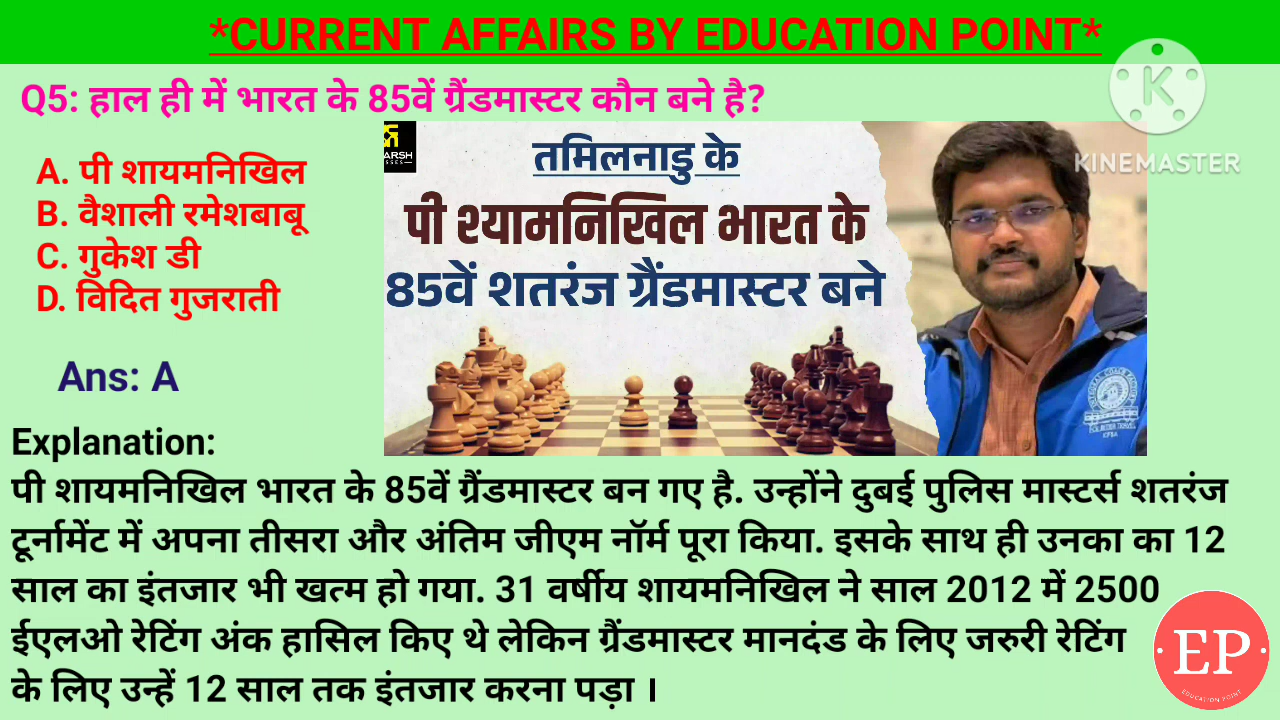 *CURRENT AFFAIRS BY EDUCATION POINT*
Q5: हाल ही में भारत के 85वें ग्रैंडमास्टर कौन बने है?
K
KINEMASTER
A. पी शायमनिखिल
B. वैशाली रमेशबाबू
C. गुकेश डी
D. विदित गुजराती
तमिलनाडु के
पी श्यामनिखिल भारत के
85वें शतरंज ग्रैंडमास्टर बने
Ans: A
Explanation:
पी शायमनिखिल भारत के 85वें ग्रैंडमास्टर बन गए है. उन्होंने दुबई पुलिस मास्टर्स शतरंज
टूर्नामेंट में अपना तीसरा और अंतिम जीएम नॉर्म पूरा किया. इसके साथ ही उनका का 12
साल का इंतजार भी खत्म हो गया. 31 वर्षीय शायमनिखिल ने साल 2012 में 2500
ईएलओ रेटिंग अंक हासिल किए थे लेकिन ग्रैंडमास्टर मानदंड के लिए जरुरी रेटिंग
के लिए उन्हें 12 साल तक इंतजार करना पड़ा ।
EP
EDUCATION POINT